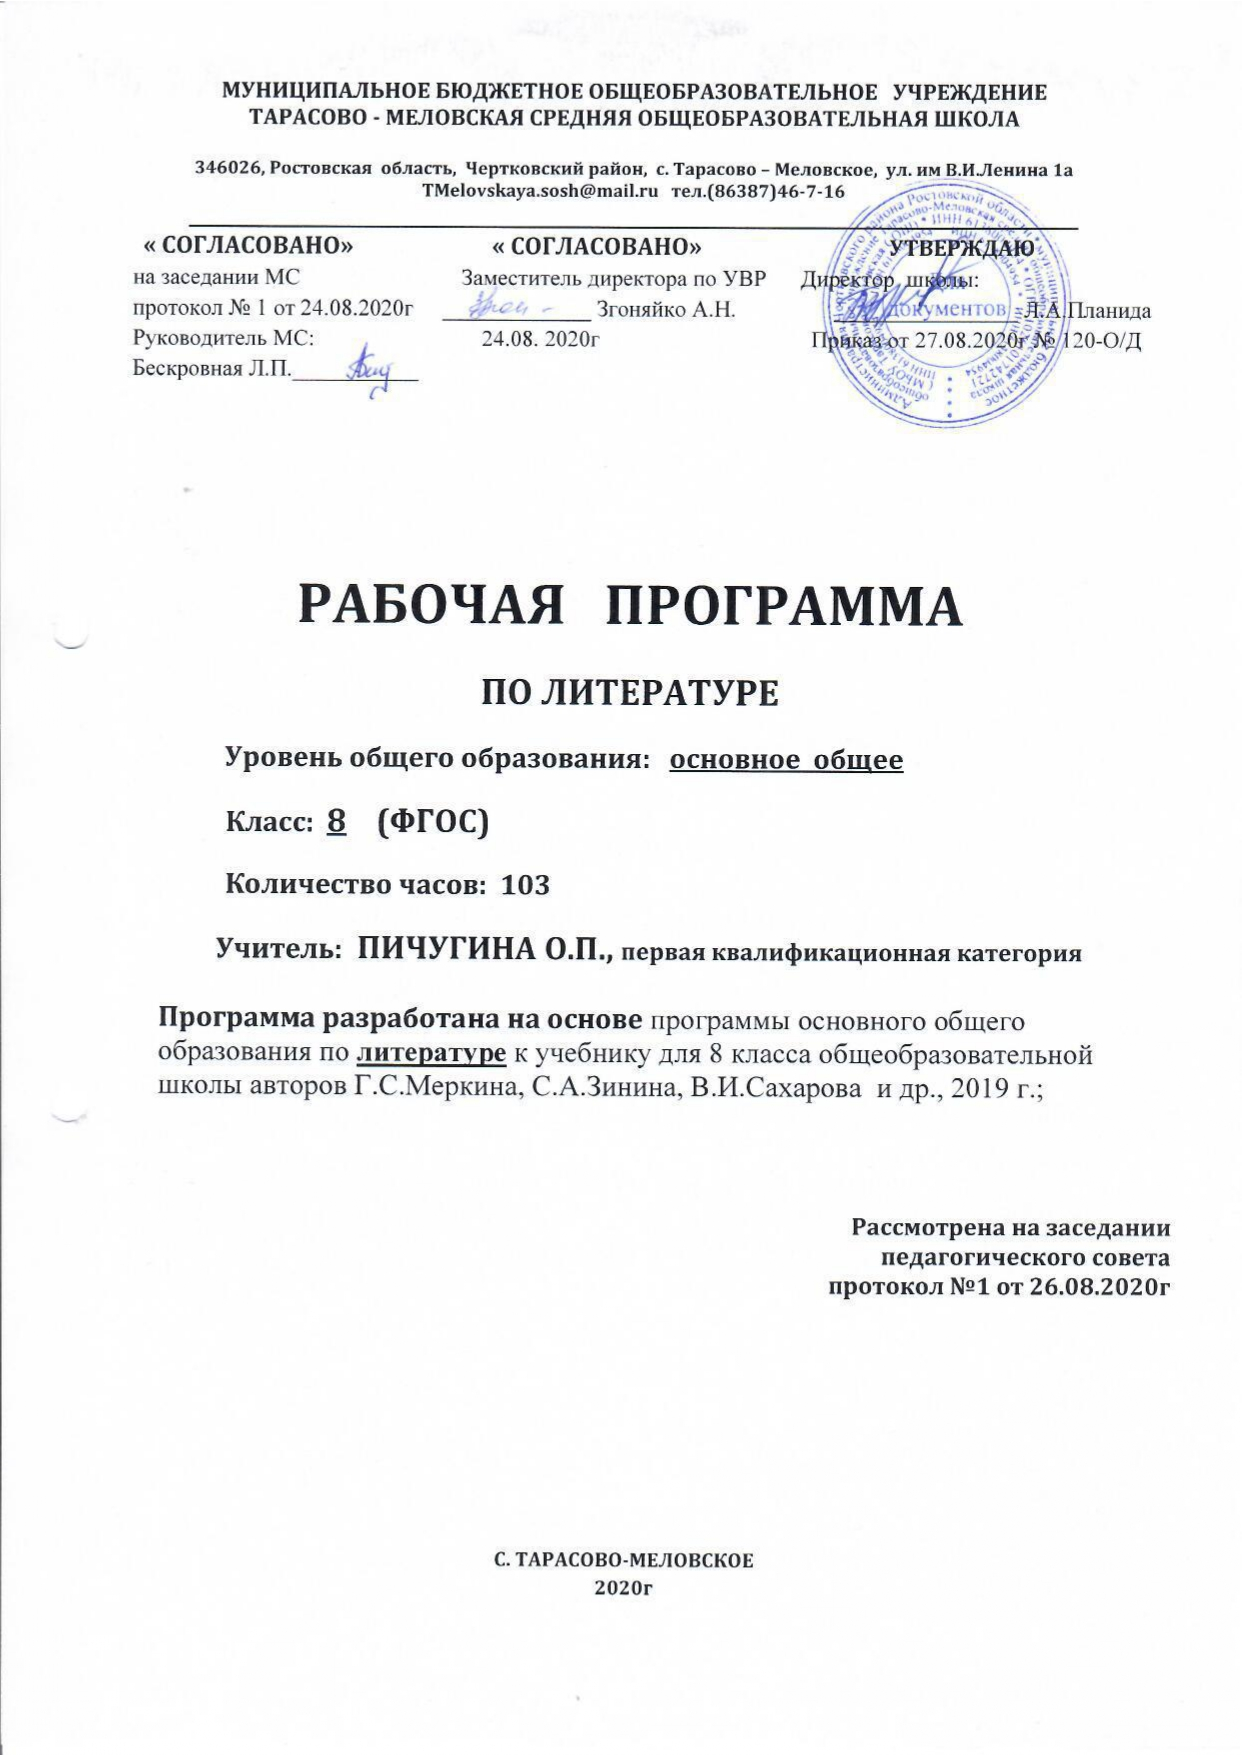 МУНИЦИПАЛЬНОЕ БЮДЖЕТНОЕ ОБЩЕОБРАЗОВАТЕЛЬНОЕ УЧРЕЖДЕНИЕ
ТАРАСОВО - МЕЛОВСКАЯ СРЕДНЯЯ ОБЩЕОБРАЗОВАТЕЛЬНАЯ ШКОЛА
346026, Ростовская область, Чертковский район, с. Тарасово – Меловское, ул. им В.И.Ленина 1а
TMelovskaya.sosh@mail.ru тел.(86387)46-7-16
« СОГЛАСОВАНО»
на заседании МС
протокол № 1 от 24.08.2020г
Руководитель МС:
Бескровная Л.П.
« СОГЛАСОВАНО»
Заместитель директора по УВР
Згоняйко А.Н.
24.08. 2020г
УТВЕРЖДАЮ
Директор школы:
Л.А.Планида
Приказ от 27.08.2020г № 120-О/Д
Для
документов
РАБОЧАЯ ПРОГРАММА
ПО ЛИТЕРАТУРЕ
Уровень общего образования: основное общее
Класс: 8 (ФГОС)
Количество часов: 103
Учитель: ПИЧУГИНА О.П., первая квалификационная категория
Программа разработана на основе программы основного общего
образования по литературе к учебнику для 8 класса общеобразовательной
школы авторов Г.С.Меркина, С.А.Зинина, В.И.Сахарова и др., 2019 г.;
Рассмотрена на заседании
педагогического совета
протокол №1 от 26.08.2020г
С. ТАРАСОВО-МЕЛОВСКОЕ
2020г